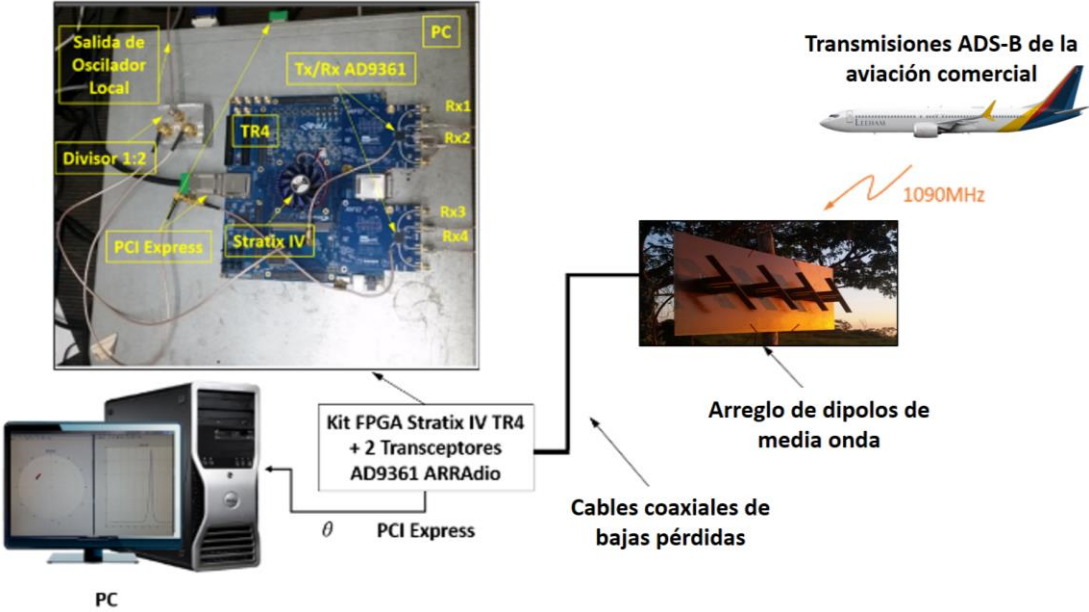 Salida de
Oscilador
Local
PC
Tx/Rx AD9361
Rx1
Rx2
TR4
Divisor 1:2
Rx3
Rx4
PCI Express
Stratix IV
Transmisiones ADS-B de la
aviación comercial
1090MHz
Arreglo de dipolos de
media onda
Kit FPGA Stratix IV TR4
+ 2 Transceptores
AD9361 ARRAdio
Cables coaxiales de
bajas pérdidas
θ PCI Express
PC